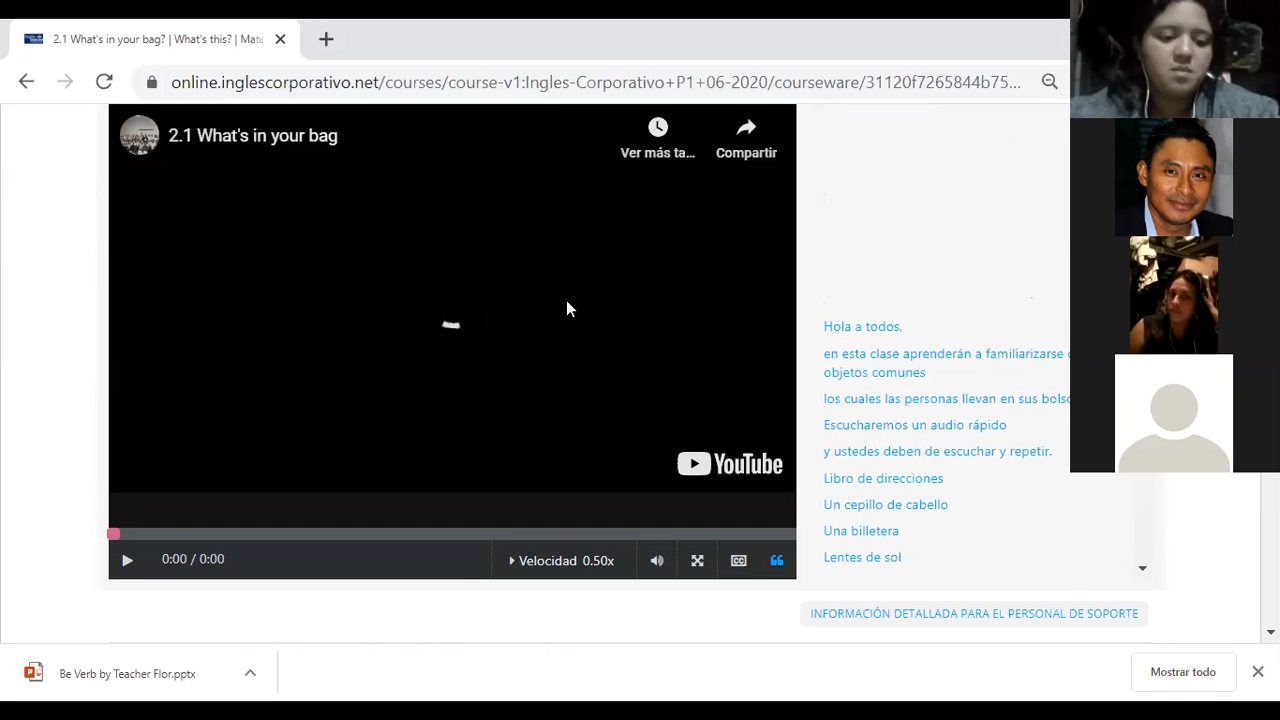 2.1 What's in your bag? | What's this? | Mate
online.inglescorporativo.net/courses/course-v1:Ingles-Corporativo+P1+06-2020/courseware/31120f7265844b75...
2.1 What's in your bag
Ver más ta...
Compartir
YouTube
0:00 / 0:00
Velocidad 0.50x
CC
Hola a todos.
en esta clase aprenderán a familiarizarse
objetos comunes
los cuales las personas llevan en sus bolso
Escucharemos un audio rápido
y ustedes deben de escuchar y repetir.
Libro de direcciones
Un cepillo de cabello
Una billetera
Lentes de sol
INFORMACIÓN DETALLADA PARA EL PERSONAL DE SOPORTE
Be Verb by Teacher Flor.pptx
Mostrar todo